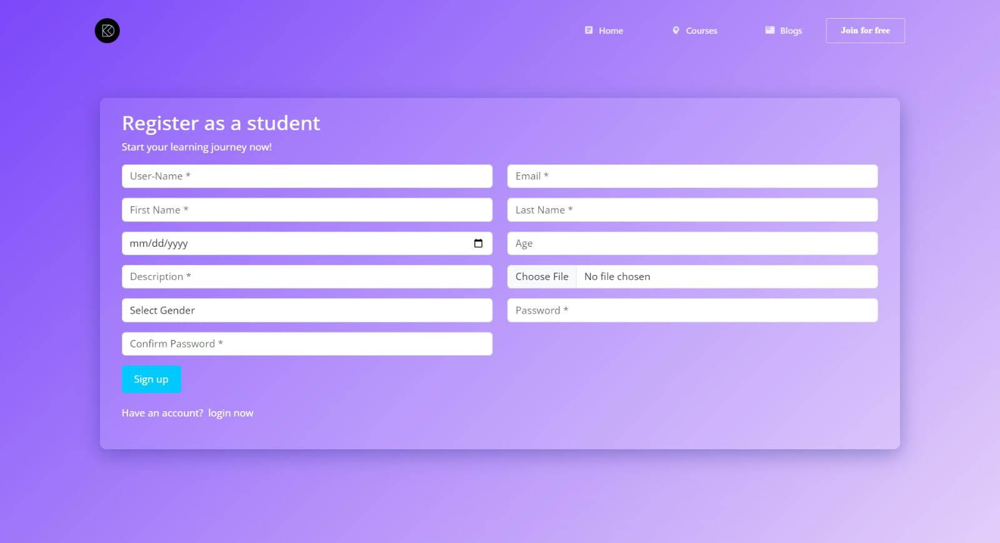 Home Courses Blogs Join for free
Register as a student
Start your learning journey now!
User-Name * Email *
First Name * Last Name *
mm/dd/yyyy Age
Description * Choose File No file chosen
Select Gender Password *
Confirm Password *
Sign up
Have an account? login now